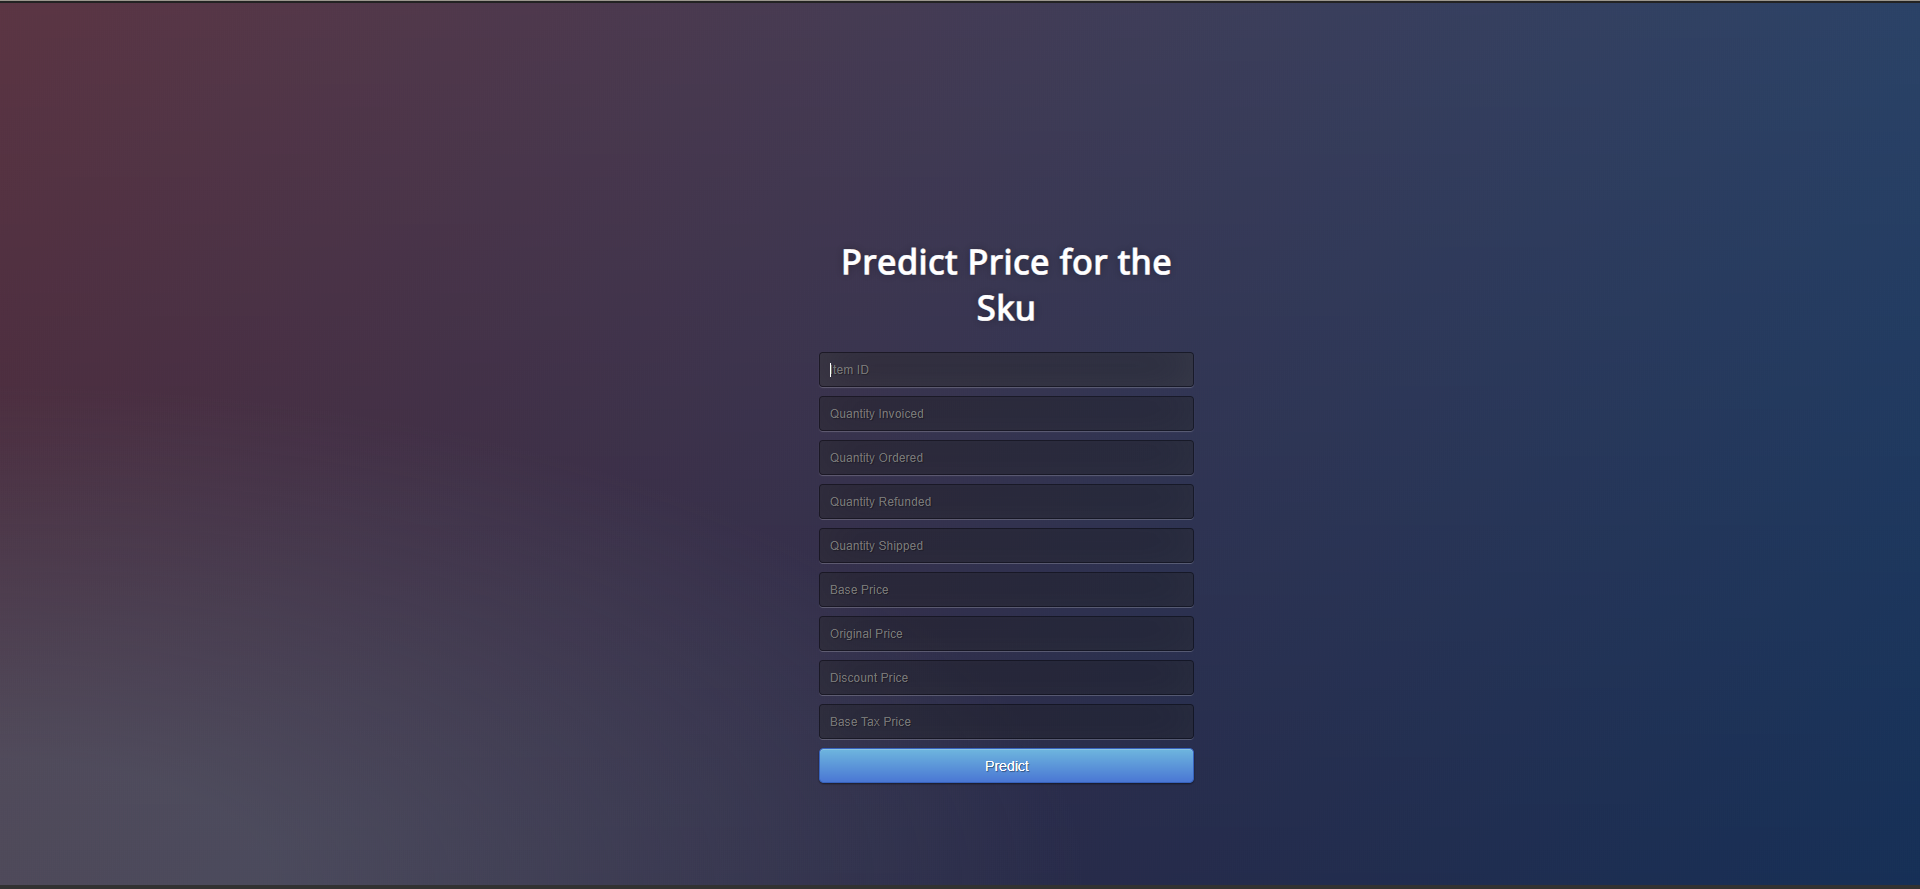 Predict Price for the
Sku
Item ID
Quantity Invoiced
Quantity Ordered
Quantity Refunded
Quantity Shipped
Base Price
Original Price
Discount Price
Base Tax Price
Predict